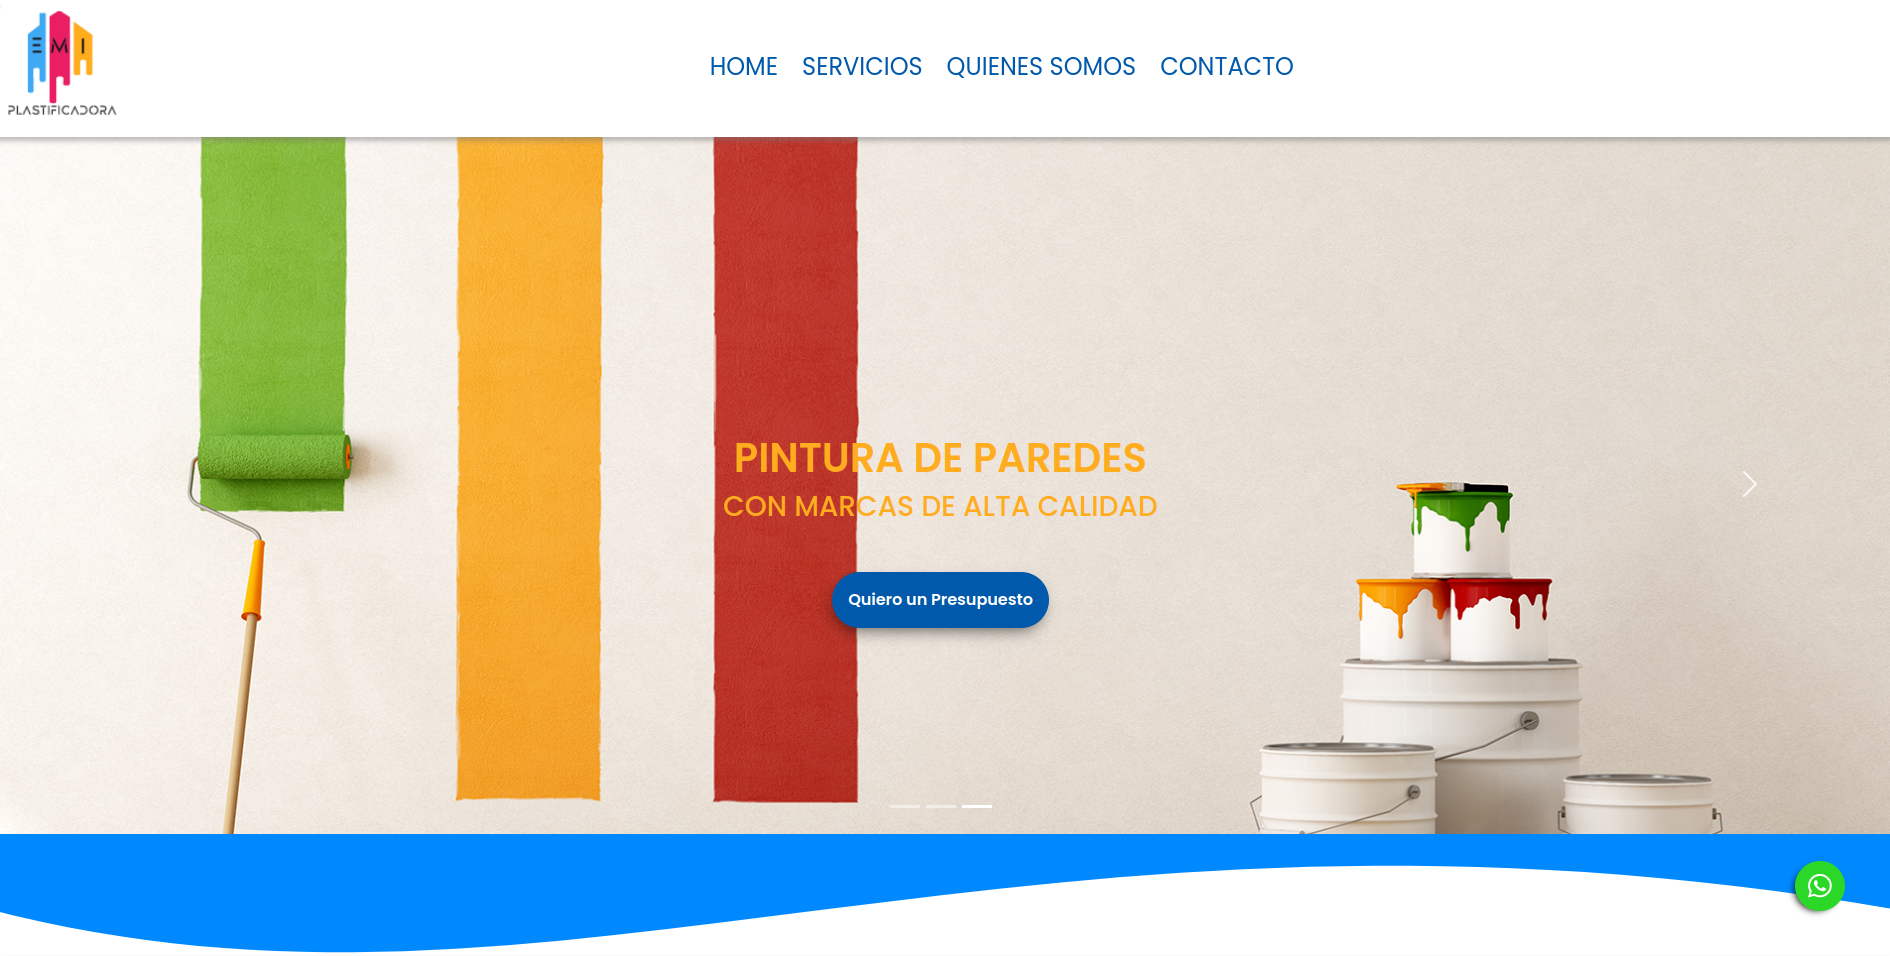 EMI
PLASTIFICADORA
HOME SERVICIOS QUIENES SOMOS CONTACTO
PINTURA DE PAREDES
CON MARCAS DE ALTA CALIDAD
Quiero un Presupuesto